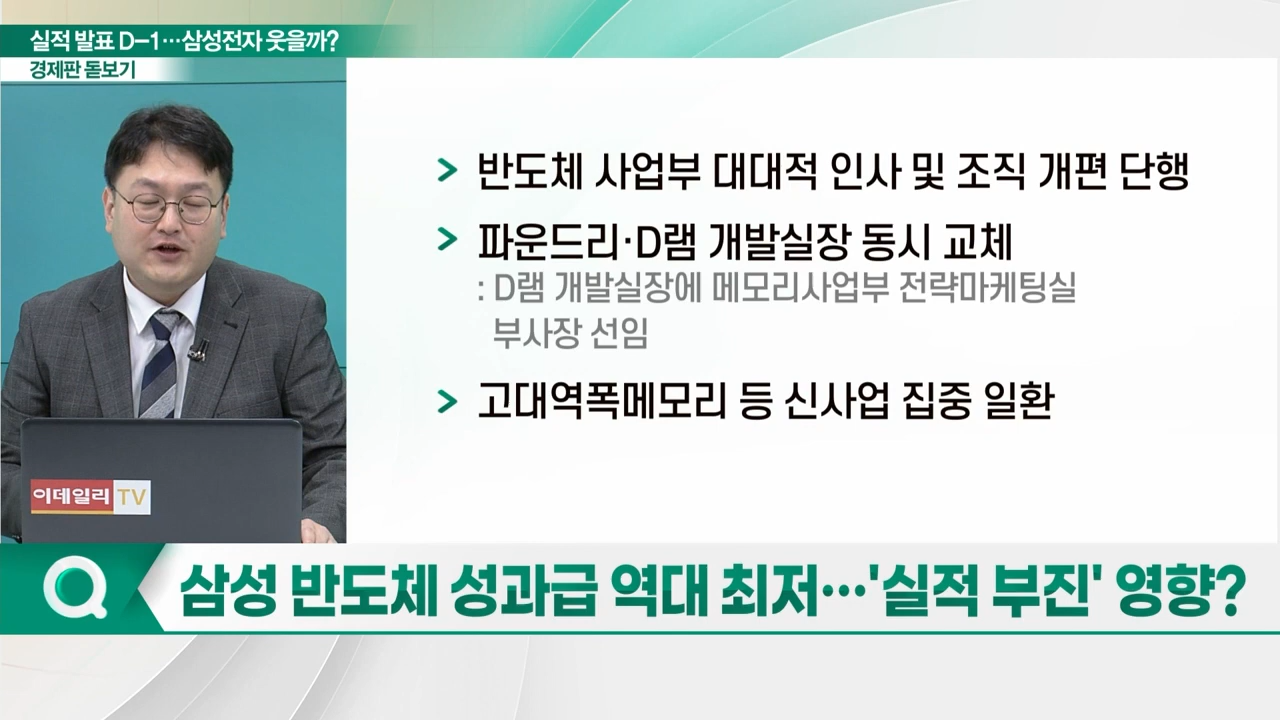 실적 발표 D-1…삼성전자 웃을까?
경제판 돋보기
> 반도체 사업부 대대적 인사 및 조직 개편 단행
> 파운드리·D램 개발실장 동시 교체
: D램 개발실장에 메모리사업부 전략마케팅실
부사장 선임
> 고대역폭메모리 등 신사업 집중 일환
이데일리 TV
삼성 반도체 성과급 역대 최저…'실적 부진' 영향?